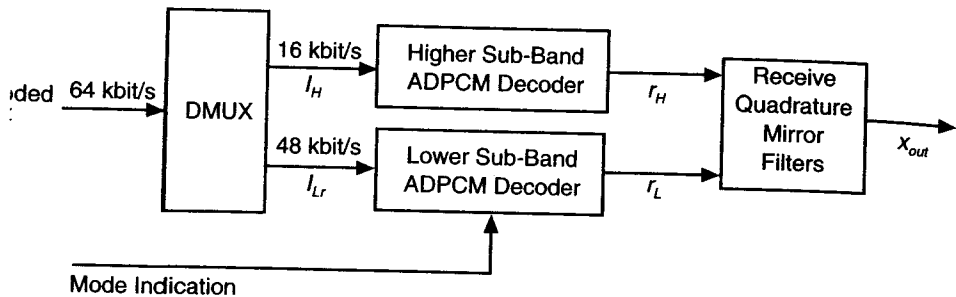 16 kbit/s
Higher Sub-Band
ADPCM Decoder
I_H
r_H
64 kbit/s
DMUX
Receive
Quadrature
Mirror
Filters
x_out
48 kbit/s
Lower Sub-Band
ADPCM Decoder
I_Lr
r_L
Mode Indication